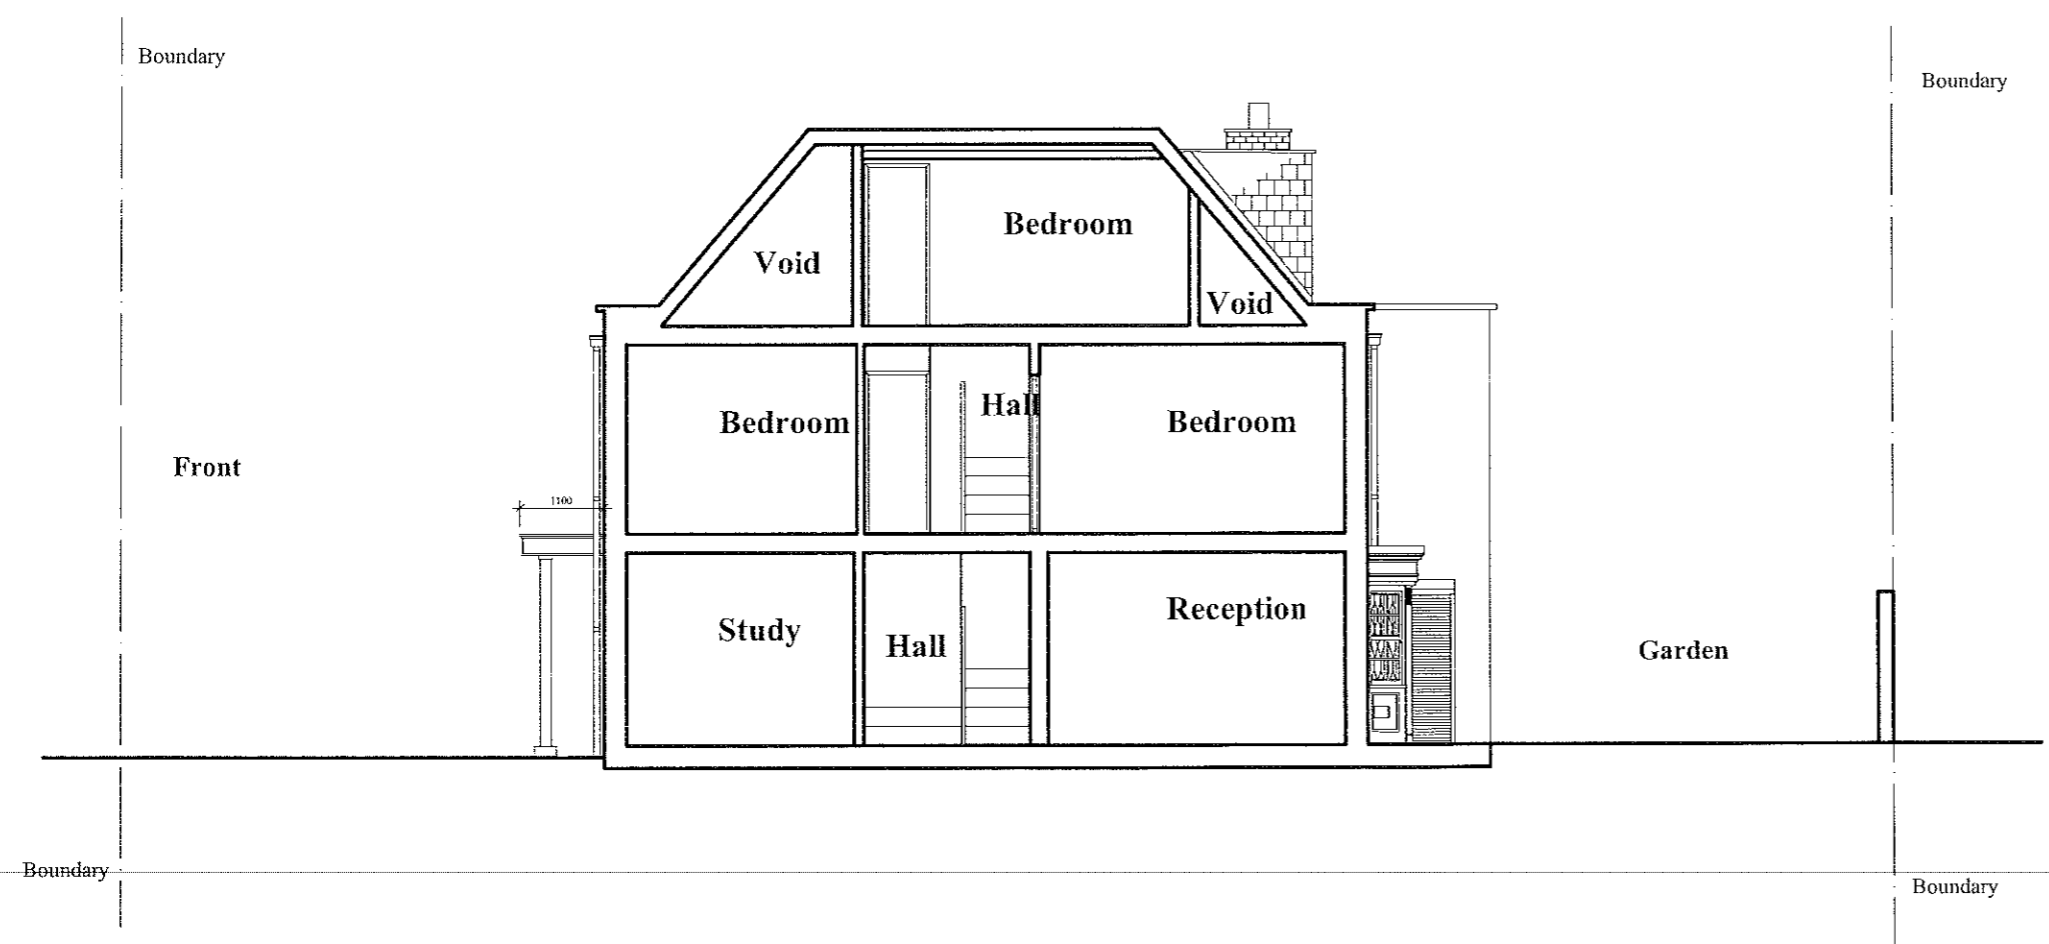 Boundary
Boundary
Bedroom
Void
Void
Hall
Bedroom
Bedroom
Front
1100
Reception
Study
Hall
Garden
Boundary
Boundary